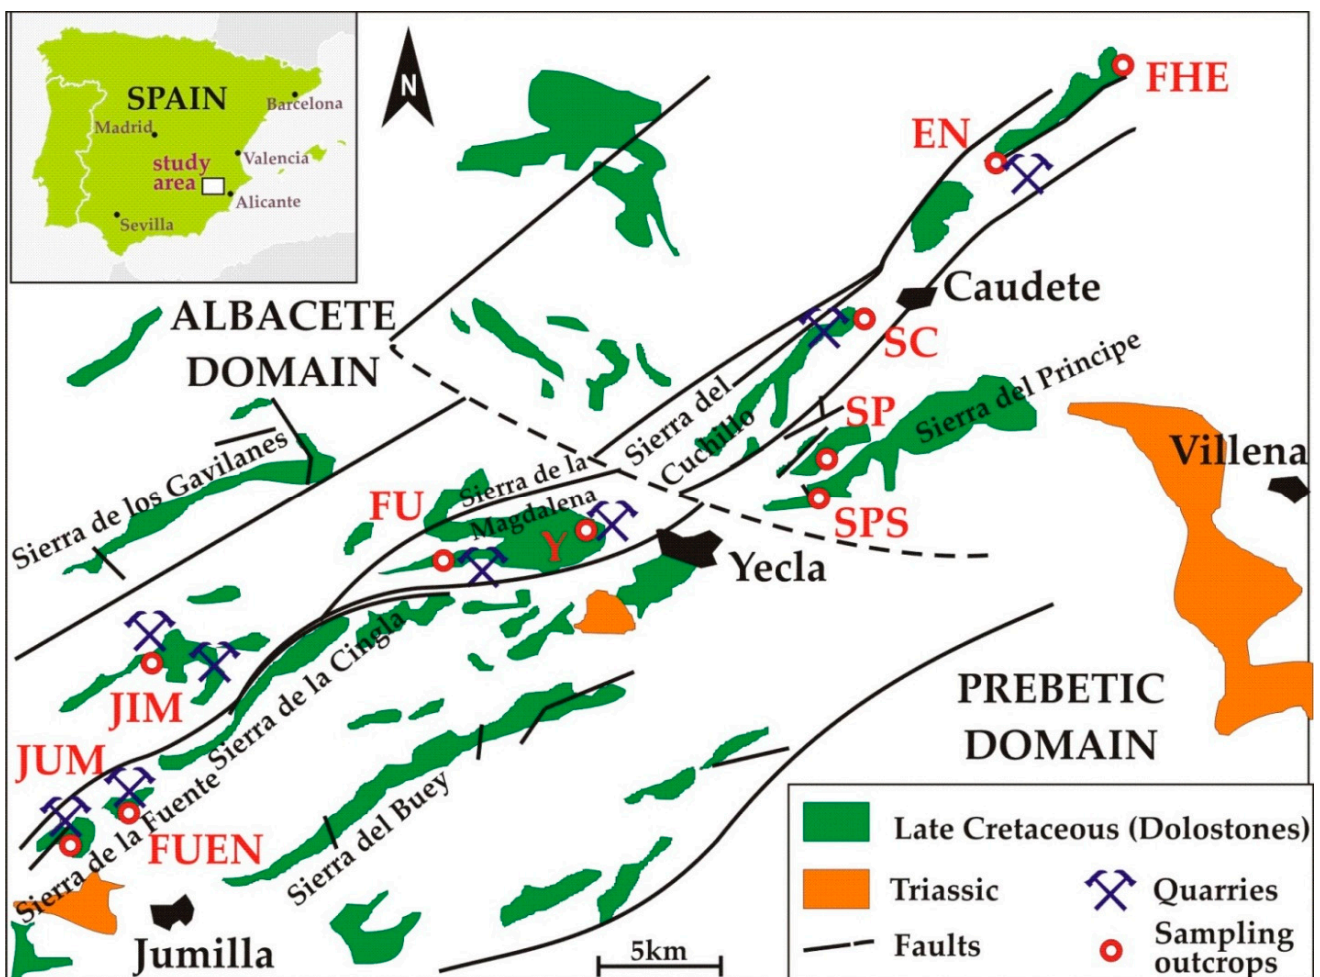 SPAIN
Barcelona
Madrid
study
area
Valencia
Alicante
Sevilla
N
FHE
EN
ALBACETE
DOMAIN
Caudete
SC
Sierra del
Cuchillo
SP
Sierra del Principe
Villena
Sierra de los Gavilanes
FU
Sierra de la
Magdalena
Y
SPS
Yecla
JIM
Sierra de la Cingla
PREBETIC
DOMAIN
JUM
Sierra de la Fuente
FUEN
Sierra del Buey
Jumilla
5km
Late Cretaceous (Dolostones)
Triassic
Quarries
Faults
Sampling
outcrops